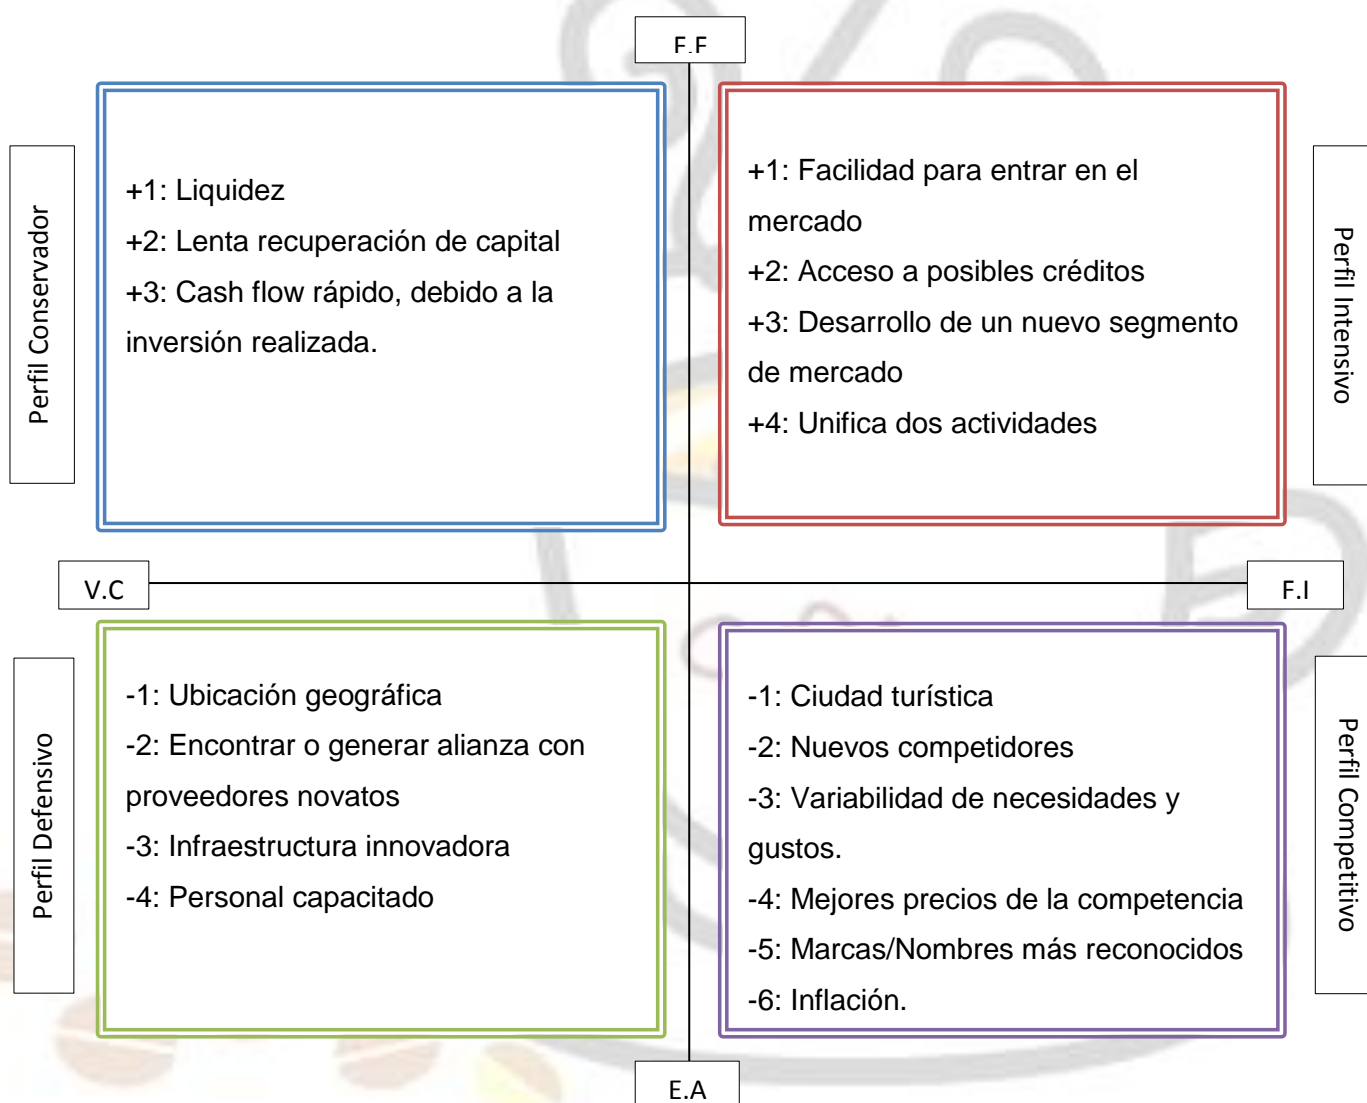 F.F
Perfil Conservador
+1: Liquidez
+2: Lenta recuperación de capital
+3: Cash flow rápido, debido a la
inversión realizada.
+1: Facilidad para entrar en el
mercado
+2: Acceso a posibles créditos
+3: Desarrollo de un nuevo segmento
de mercado
+4: Unifica dos actividades
Perfil Intensivo
V.C
F.I
Perfil Defensivo
-1: Ubicación geográfica
-2: Encontrar o generar alianza con
proveedores novatos
-3: Infraestructura innovadora
-4: Personal capacitado
-1: Ciudad turística
-2: Nuevos competidores
-3: Variabilidad de necesidades y
gustos.
-4: Mejores precios de la competencia
-5: Marcas/Nombres más reconocidos
-6: Inflación.
Perfil Competitivo
E.A